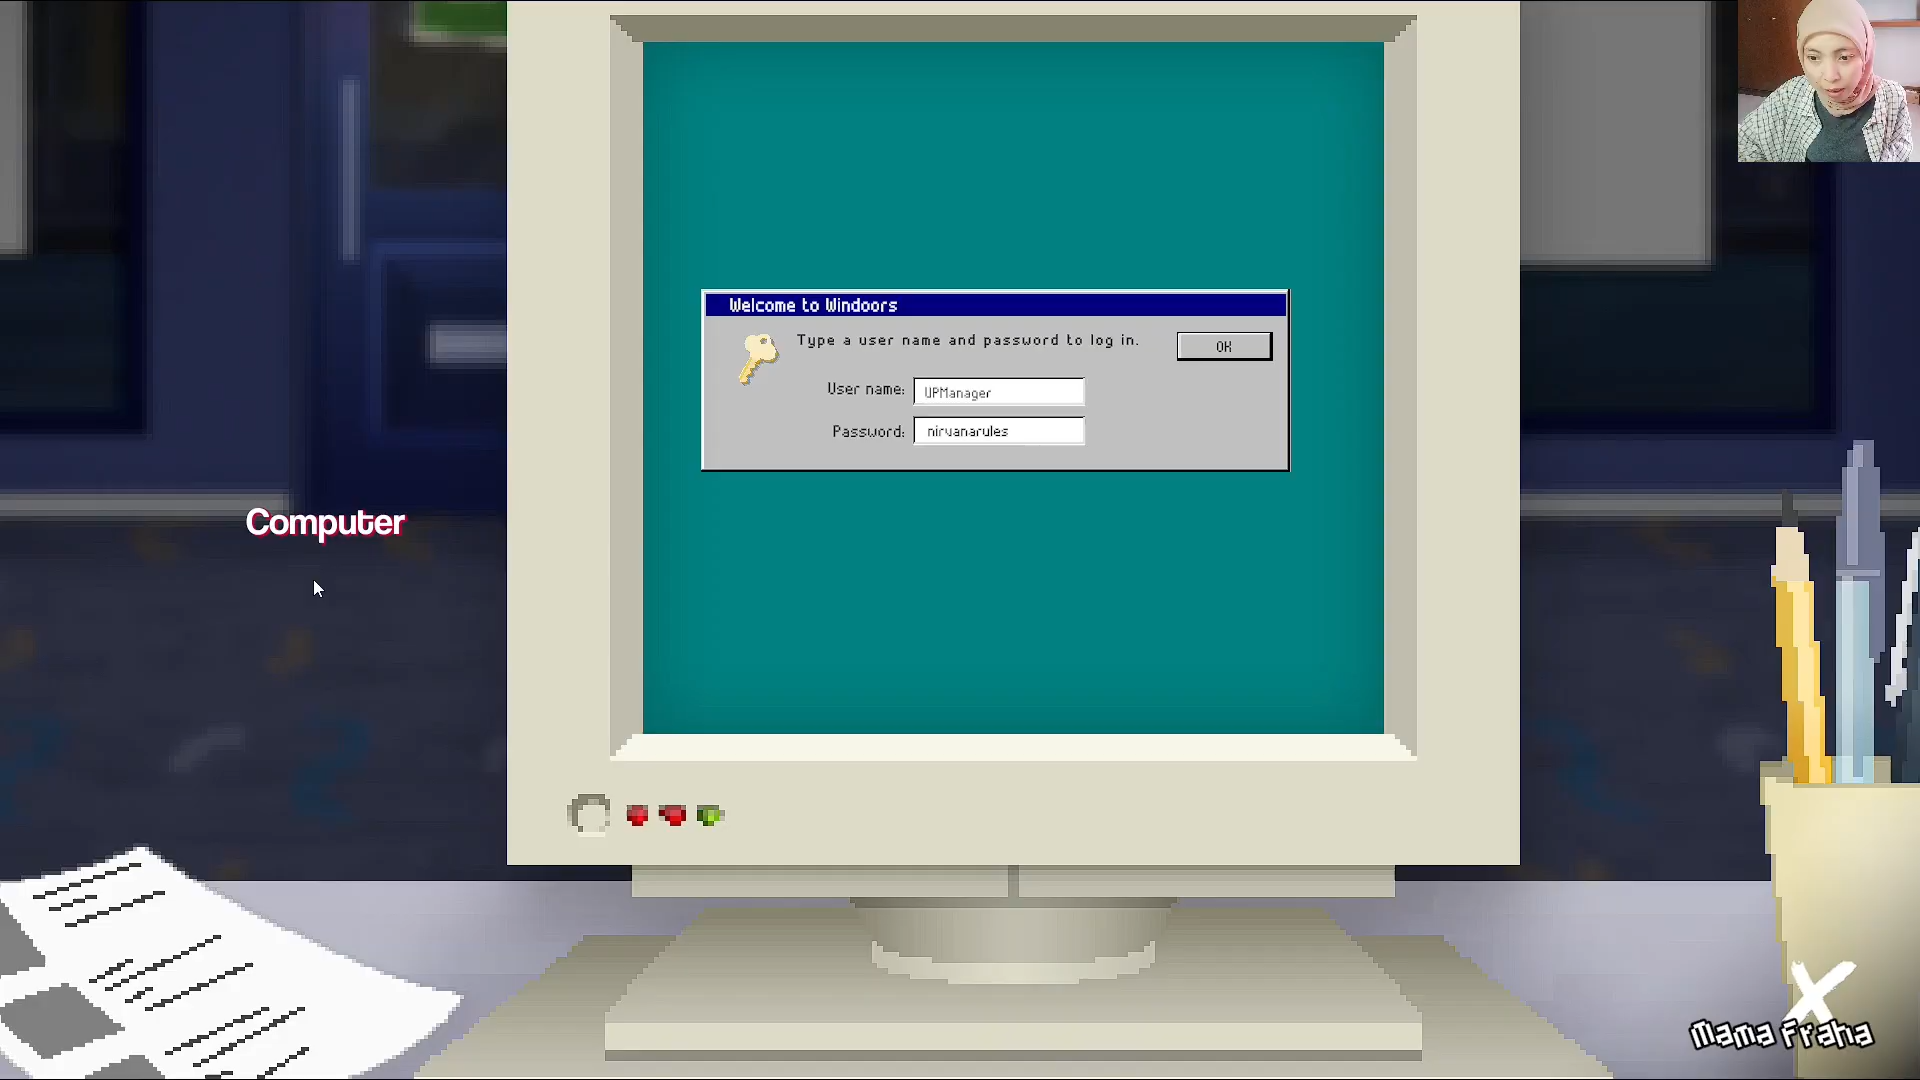 Welcome to Windoors
Type a user name and password to log in.
OK
User name: UPManager
Password: nirvanarules
Computer
X
Mama Fraha